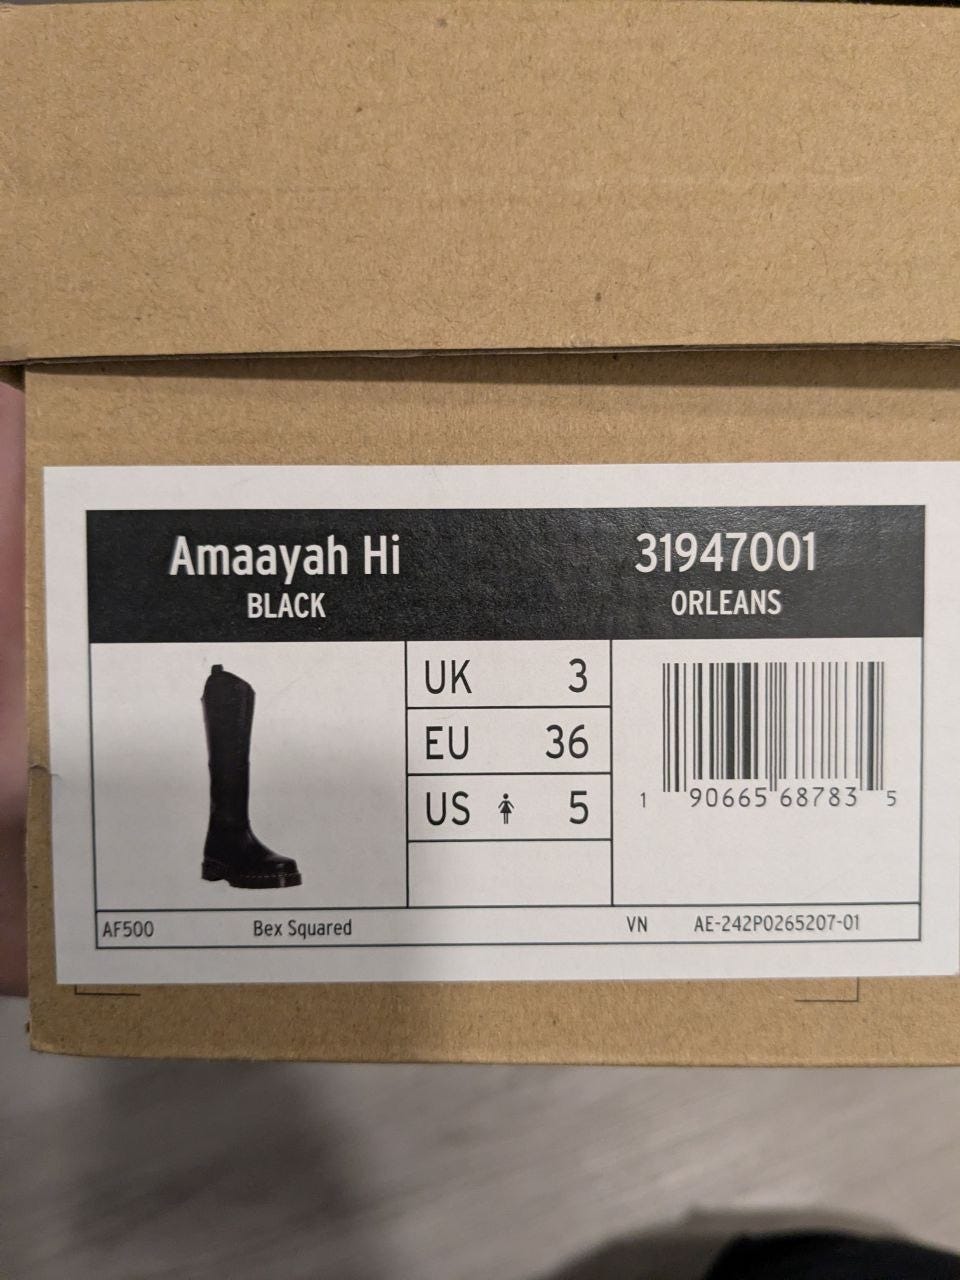 Amaayah Hi
BLACK
31947001
ORLEANS
UK 3
EU 36
US 5
1 90665 68783 5
AF500 Bex Squared VN AE-242P0265207-01